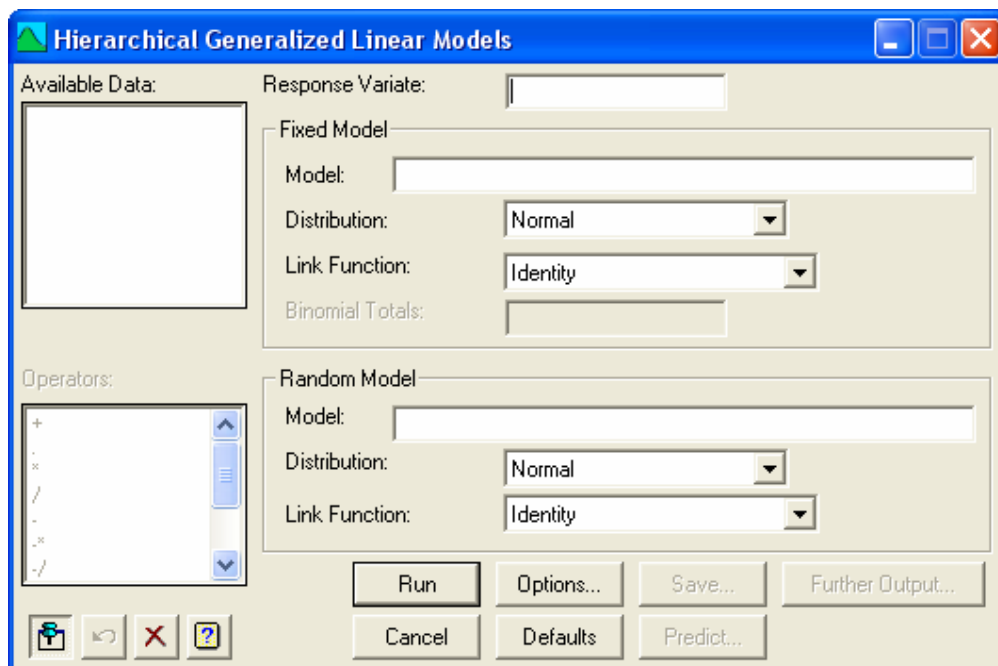 Hierarchical Generalized Linear Models
Available Data:
Response Variate:
Fixed Model
Model:
Distribution:
Normal
Link Function:
Identity
Binomial Totals:
Operators:
+
.
*
/
-
-*
-/
Random Model
Model:
Distribution:
Normal
Link Function:
Identity
Run
Options...
Save...
Further Output...
Cancel
Defaults
Predict...
?